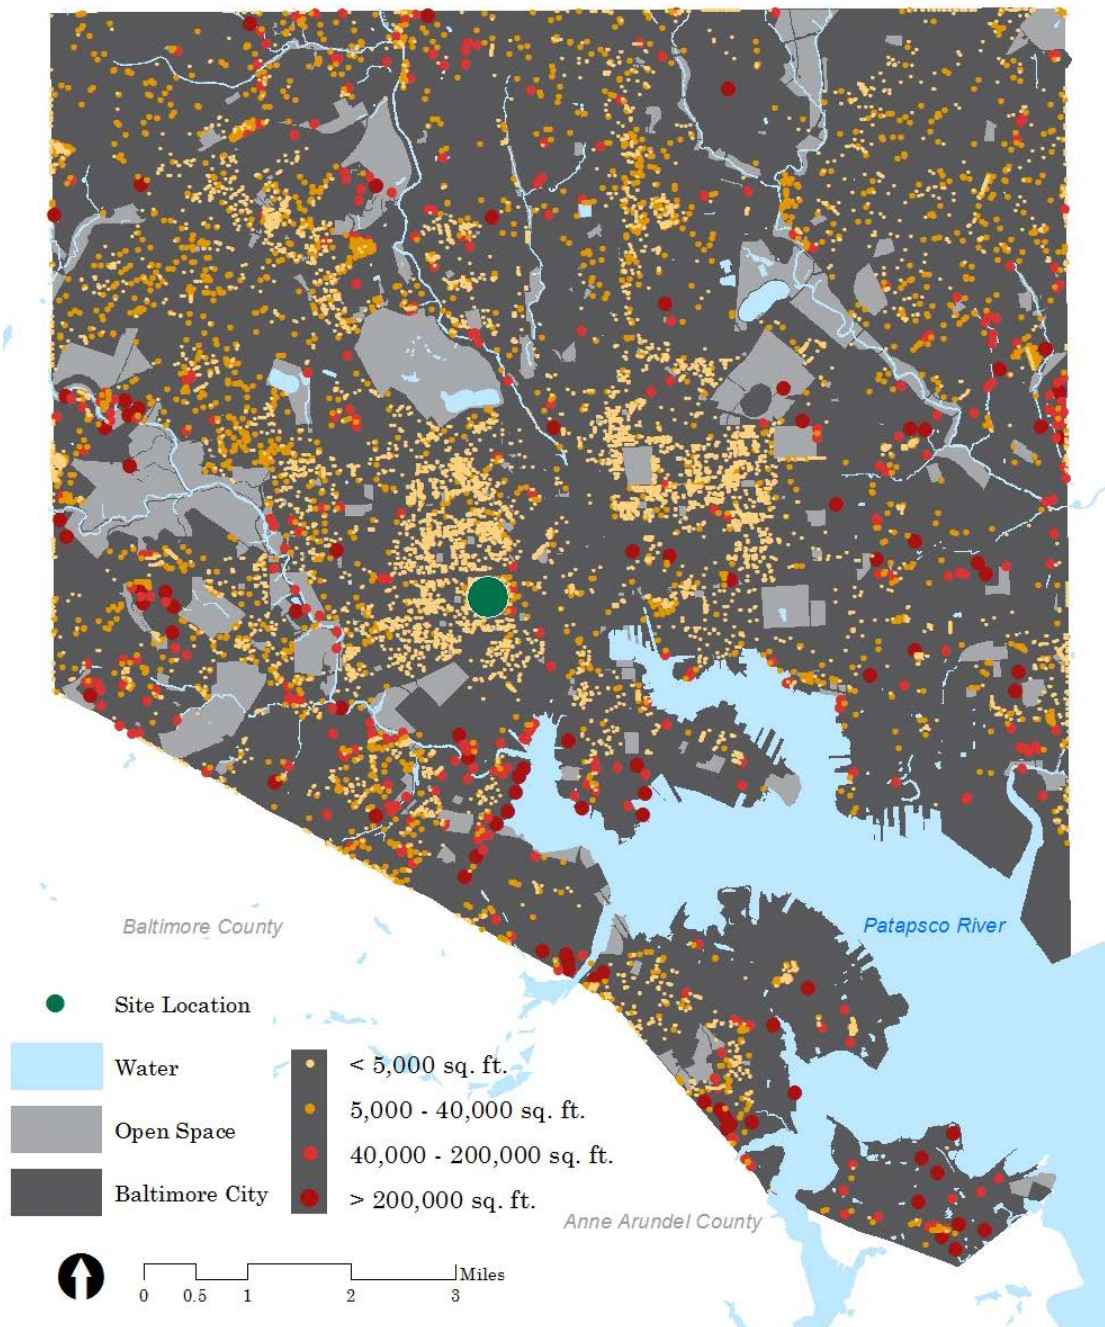 Baltimore County
Patapsco River
Site Location
Water
Open Space
Baltimore City
< 5,000 sq. ft.
5,000 - 40,000 sq. ft.
40,000 - 200,000 sq. ft.
> 200,000 sq. ft.
Anne Arundel County
Miles
0 0.5 1 2 3